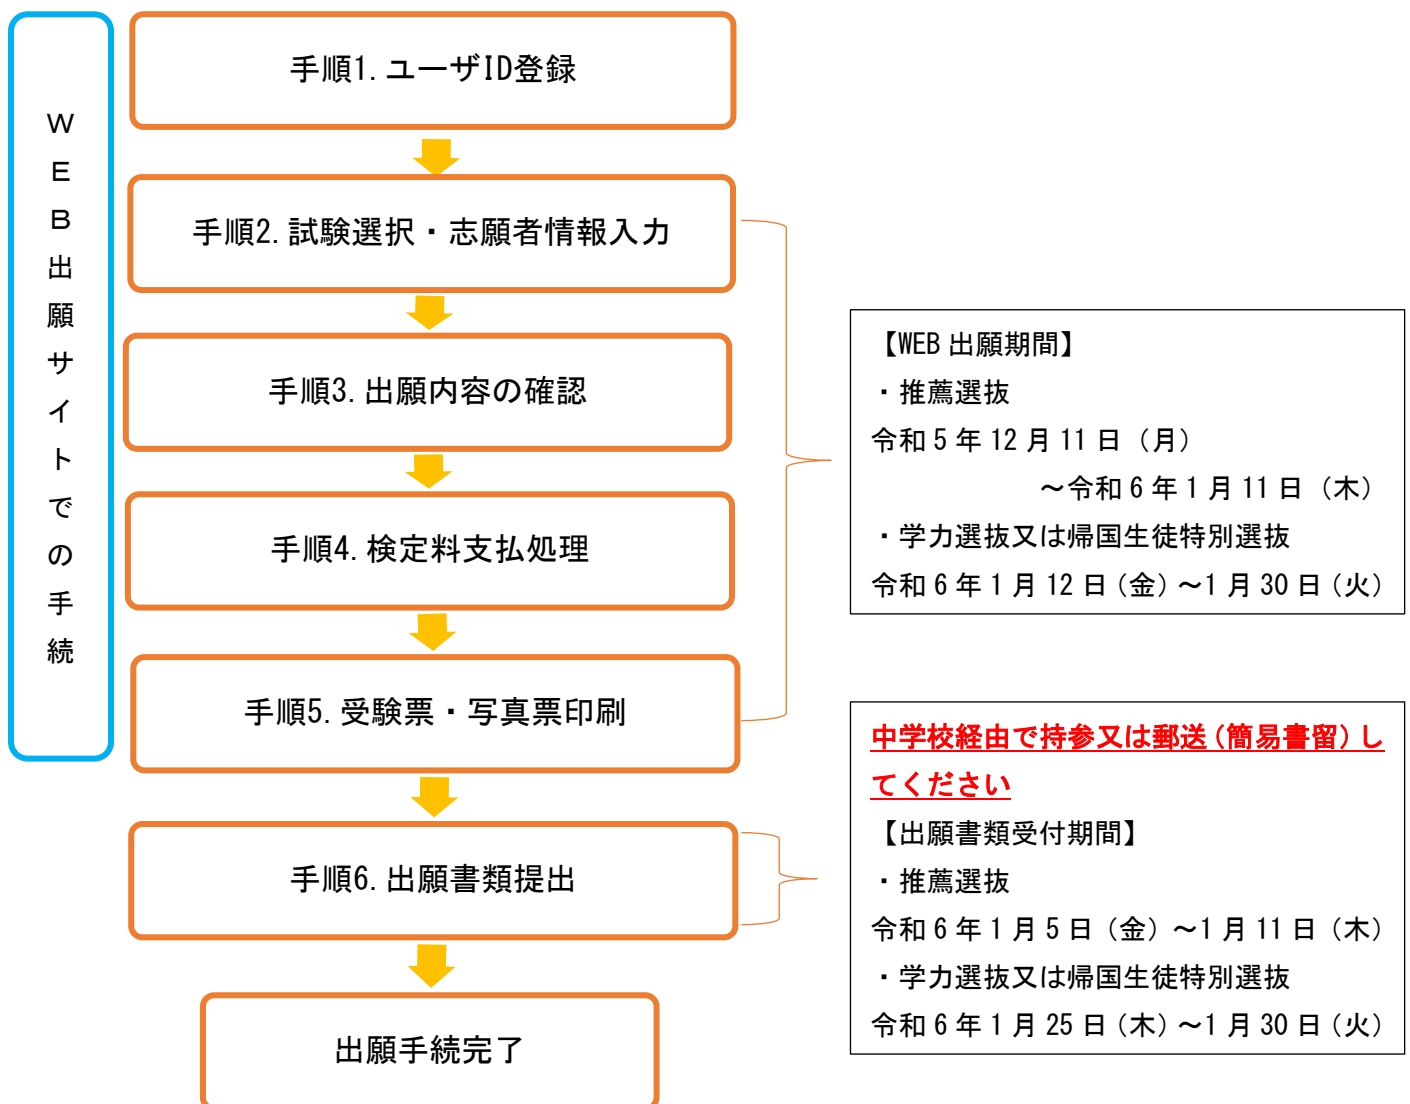 WEB出願サイトでの手続
手順1.ユーザID登録
手順2.試験選択・志願者情報入力
手順3.出願内容の確認
手順4.検定料支払処理
手順5.受験票・写真票印刷
手順6.出願書類提出
出願手続完了
【WEB出願期間】
・推薦選抜
令和5年12月11日（月）
～令和6年1月11日（木）
・学力選抜又は帰国生徒特別選抜
令和6年1月12日（金）～1月30日（火）
中学校経由で持参又は郵送（簡易書留）し
てください
【出願書類受付期間】
・推薦選抜
令和6年1月5日（金）～1月11日（木）
・学力選抜又は帰国生徒特別選抜
令和6年1月25日（木）～1月30日（火）